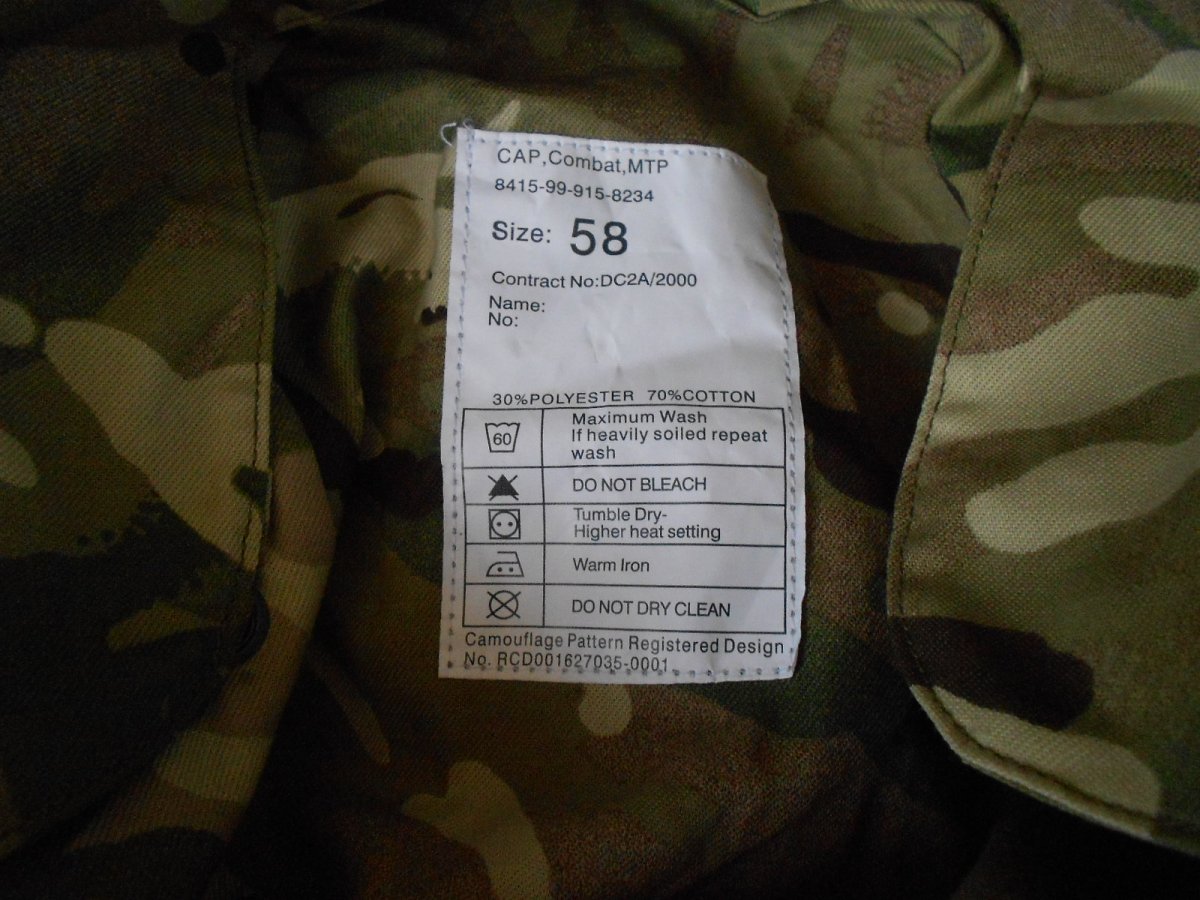 CAP,Combat,MTP
8415-99-915-8234
Size: 58
Contract No:DC2A/2000
Name:
No:
30%POLYESTER 70%COTTON
60
Maximum Wash
If heavily soiled repeat
wash
DO NOT BLEACH
Tumble Dry-
Higher heat setting
Warm Iron
DO NOT DRY CLEAN
Camouflage Pattern Registered Design
No. RCD001627035-0001